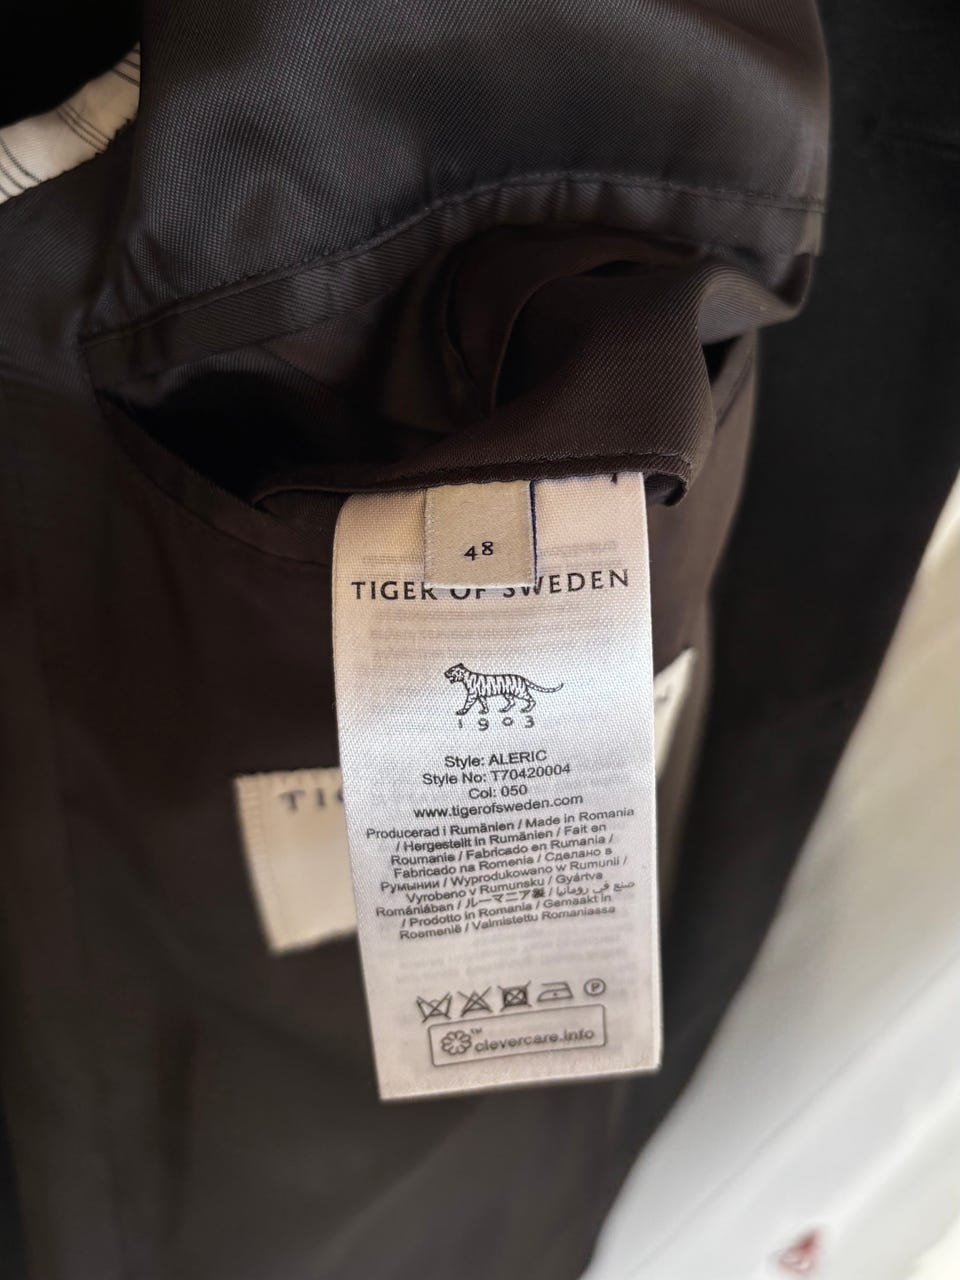 48
TIGER OF SWEDEN
1903
Style: ALERIC
Style No: T70420004
Col: 050
www.tigerofsweden.com
Producerad i Rumänien / Made in Romania
/ Hergestellt in Rumänien / Fait en
Roumanie / Fabricado en Rumania /
Fabricado na Romenia / Сделано в
Румынии / Wyprodukowano w Rumunii /
Vyrobeno v Rumunsku / Gyártva
Romániában / ルーマニア製 / صنع في رومانيا
/ Prodotto in Romania / Gemaakt in
Roemenië / Valmistettu Romaniassa
P
clevercare.info
TI